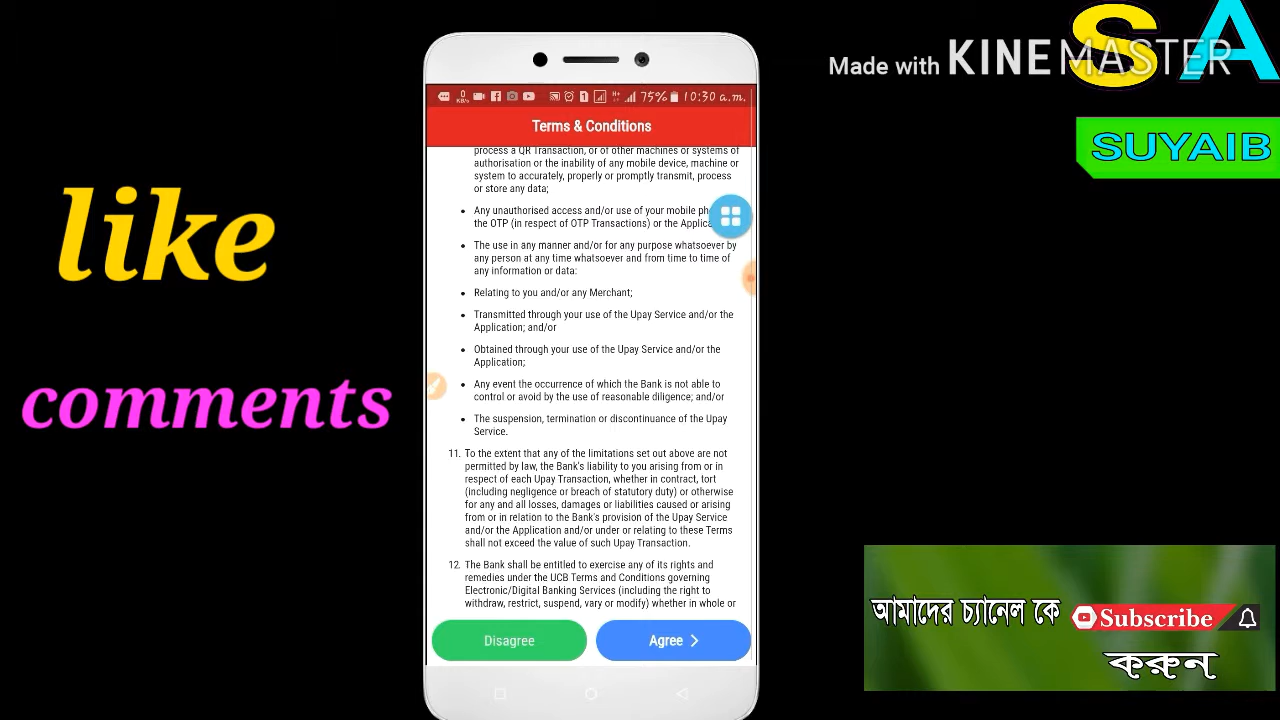 SA
Made with KINEMASTER
SUYAIB
like
comments
0
KB/s
H+
75% 10:30 a.m.
Terms & Conditions
process a QR Transaction, or of other machines or systems of
authorisation or the inability of any mobile device, machine or
system to accurately, properly or promptly transmit, process
or store any data;
• Any unauthorised access and/or use of your mobile
the OTP (in respect of OTP Transactions) or the
• The use in any manner and/or for any purpose whatsoever by
any person at any time whatsoever and from time to time of
any information or data:
• Relating to you and/or any Merchant;
• Transmitted through your use of the Upay Service and/or the
Application; and/or
• Obtained through your use of the Upay Service and/or the
Application;
• Any event the occurrence of which the Bank is not able to
control or avoid by the use of reasonable diligence; and/or
• The suspension, termination or discontinuance of the Upay
Service.
11. To the extent that any of the limitations set out above are not
permitted by law, the Bank's liability to you arising from or in
respect of each Upay Transaction, whether in contract, tort
(including negligence or breach of statutory duty) or otherwise
for any and all losses, damages or liabilities caused or arising
from or in relation to the Bank's provision of the Upay Service
and/or the Application and/or under or relating to these Terms
shall not exceed the value of such Upay Transaction.
12. The Bank shall be entitled to exercise any of its rights and
remedies under the UCB Terms and Conditions governing
Electronic/Digital Banking Services (including the right to
withdraw, restrict, suspend, vary or modify) whether in whole or
Disagree
Agree
আমাদের চ্যানেল কে Subscribe
করুন